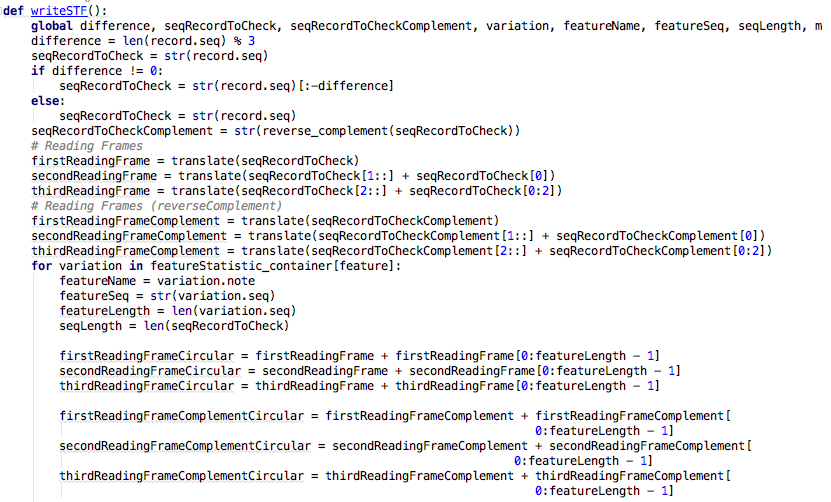 def writeSTF():
    global difference, seqRecordToCheck, seqRecordToCheckComplement, variation, featureName, featureSeq, seqLength, m
    difference = len(record.seq) % 3
    seqRecordToCheck = str(record.seq)
    if difference != 0:
        seqRecordToCheck = str(record.seq)[:-difference]
    else:
        seqRecordToCheck = str(record.seq)
    seqRecordToCheckComplement = str(reverse_complement(seqRecordToCheck))
    # Reading Frames
    firstReadingFrame = translate(seqRecordToCheck)
    secondReadingFrame = translate(seqRecordToCheck[1::] + seqRecordToCheck[0])
    thirdReadingFrame = translate(seqRecordToCheck[2::] + seqRecordToCheck[0:2])
    # Reading Frames (reverseComplement)
    firstReadingFrameComplement = translate(seqRecordToCheckComplement)
    secondReadingFrameComplement = translate(seqRecordToCheckComplement[1::] + seqRecordToCheckComplement[0])
    thirdReadingFrameComplement = translate(seqRecordToCheckComplement[2::] + seqRecordToCheckComplement[0:2])
    for variation in featureStatistic_container[feature]:
        featureName = variation.note
        featureSeq = str(variation.seq)
        featureLength = len(variation.seq)
        seqLength = len(seqRecordToCheck)

        firstReadingFrameCircular = firstReadingFrame + firstReadingFrame[0:featureLength - 1]
        secondReadingFrameCircular = secondReadingFrame + secondReadingFrame[0:featureLength - 1]
        thirdReadingFrameCircular = thirdReadingFrame + thirdReadingFrame[0:featureLength - 1]

        firstReadingFrameComplementCircular = firstReadingFrameComplement + firstReadingFrameComplement[
                                                                            0:featureLength - 1]
        secondReadingFrameComplementCircular = secondReadingFrameComplement + secondReadingFrameComplement[
                                                                         0:featureLength - 1]
        thirdReadingFrameComplementCircular = thirdReadingFrameComplement + thirdReadingFrameComplement[
                                                                            0:featureLength - 1]